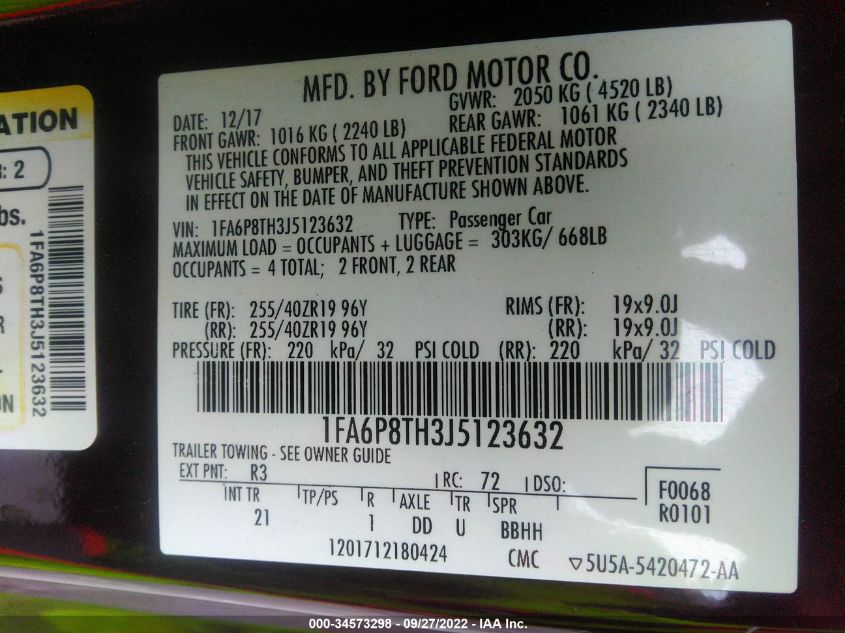 MFD. BY FORD MOTOR CO.
DATE: 12/17 GVWR: 2050 KG ( 4520 LB)
FRONT GAWR: 1016 KG ( 2240 LB) REAR GAWR: 1061 KG ( 2340 LB)
THIS VEHICLE CONFORMS TO ALL APPLICABLE FEDERAL MOTOR
VEHICLE SAFETY, BUMPER, AND THEFT PREVENTION STANDARDS
IN EFFECT ON THE DATE OF MANUFACTURE SHOWN ABOVE.
VIN: 1FA6P8TH3J5123632 TYPE: Passenger Car
MAXIMUM LOAD = OCCUPANTS + LUGGAGE = 303KG/ 668LB
OCCUPANTS = 4 TOTAL; 2 FRONT, 2 REAR
TIRE (FR): 255/40ZR19 96Y RIMS (FR): 19x9.0J
(RR): 255/40ZR19 96Y (RR): 19x9.0J
PRESSURE (FR): 220 kPa/ 32 PSI COLD (RR): 220 kPa/ 32 PSI COLD
1FA6P8TH3J5123632
TRAILER TOWING - SEE OWNER GUIDE
EXT PNT: R3 RC: 72 DSO:
INT TR TP/PS R AXLE TR SPR
21 1 DD U BBHH
F0068
R0101
1201712180424 CMC ▽5U5A-5420472-AA
ATION
R: 2
bs.
1FA6P8TH3J5123632
S
R
ON
000-34573298 - 09/27/2022 - IAA Inc.